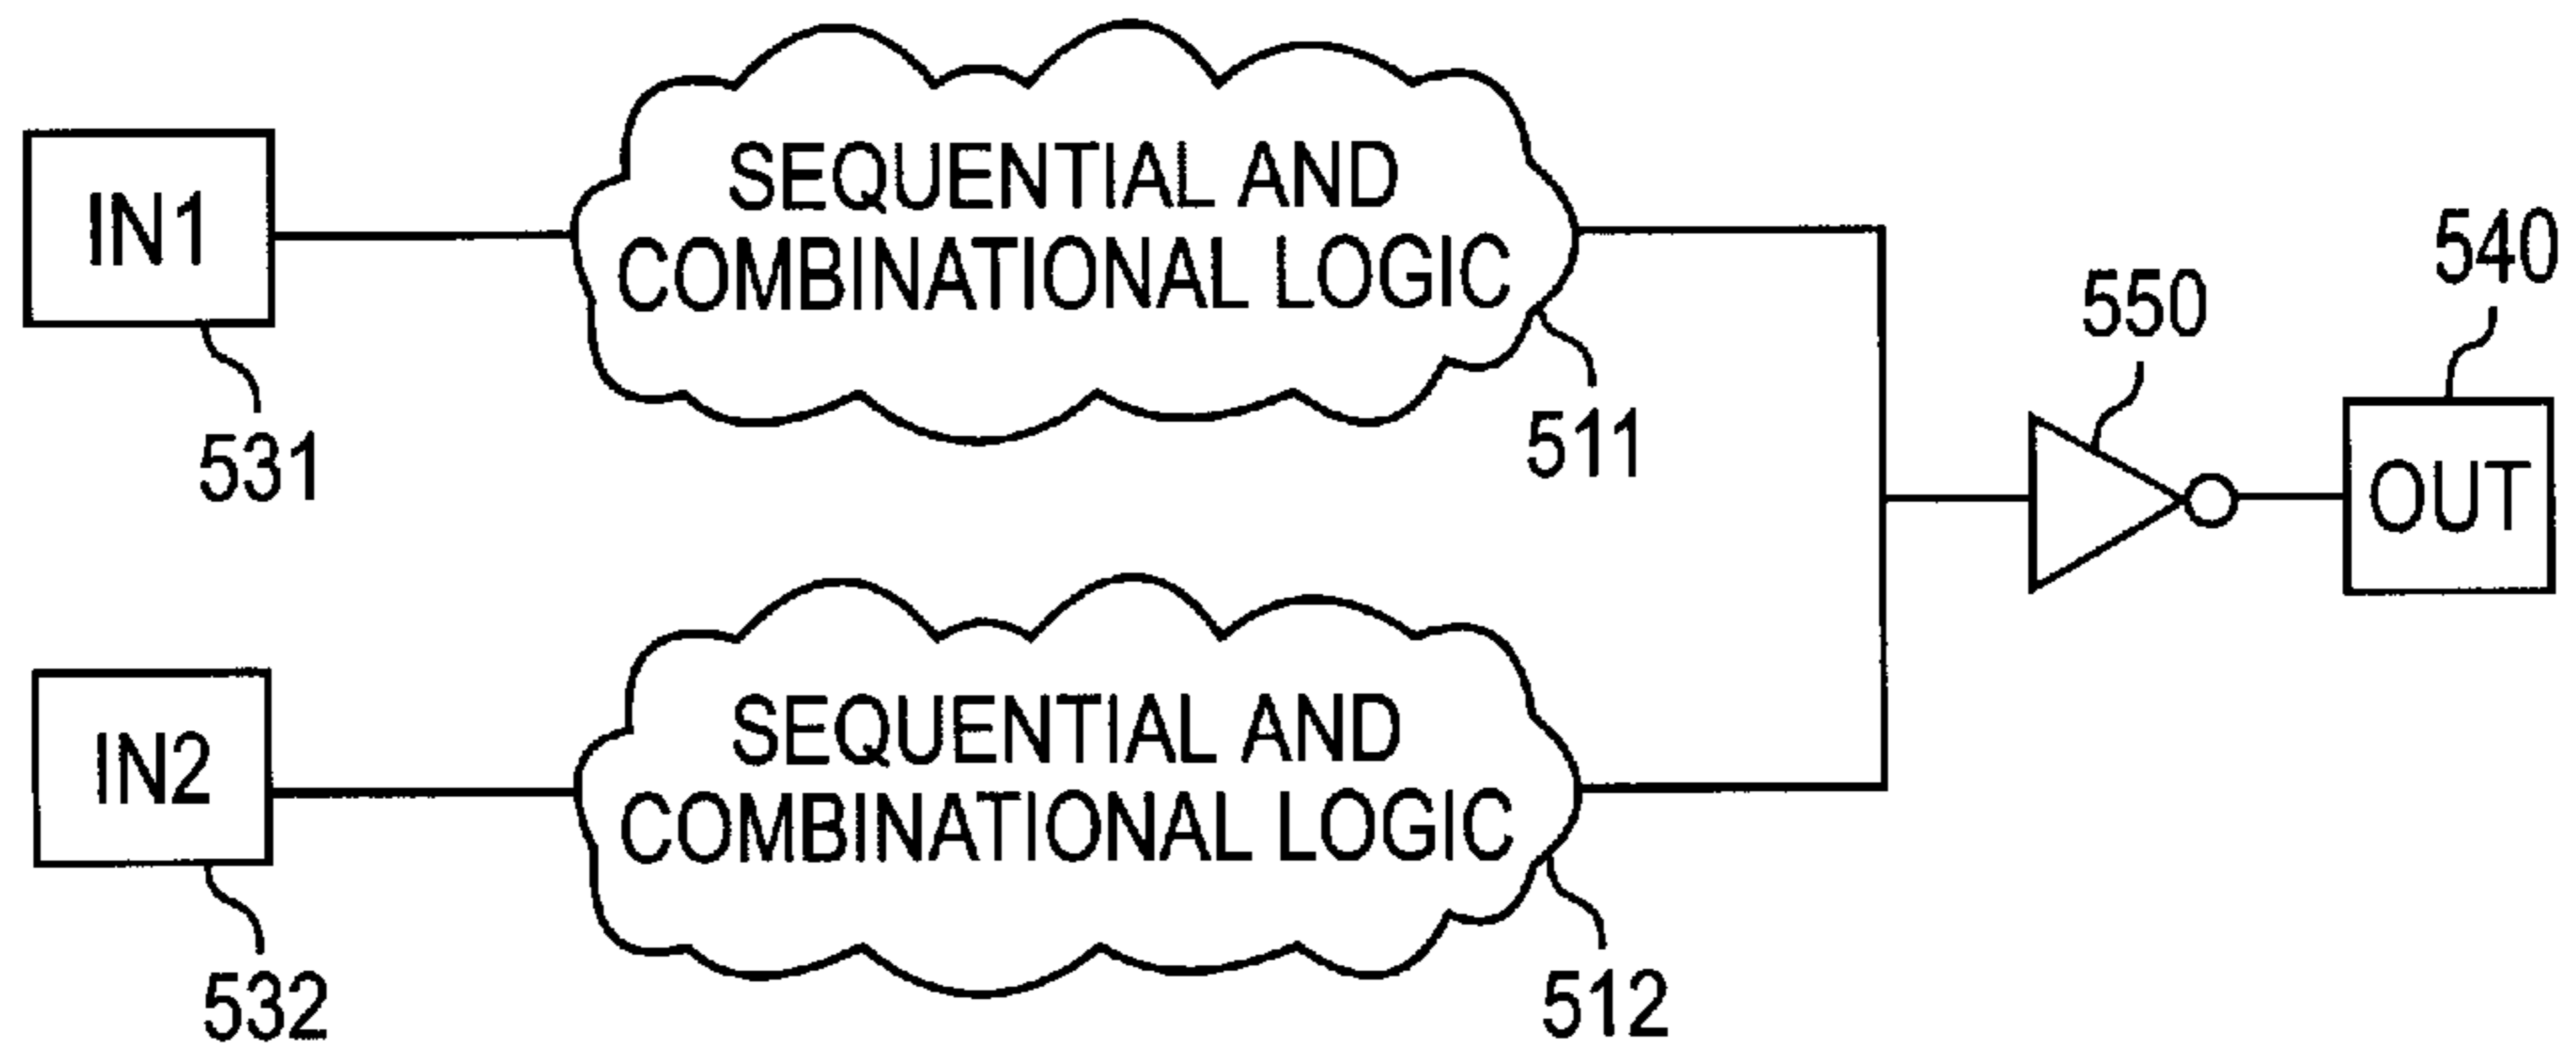 IN1
531
SEQUENTIAL AND
COMBINATIONAL LOGIC
511
IN2
532
SEQUENTIAL AND
COMBINATIONAL LOGIC
512
550
540
OUT